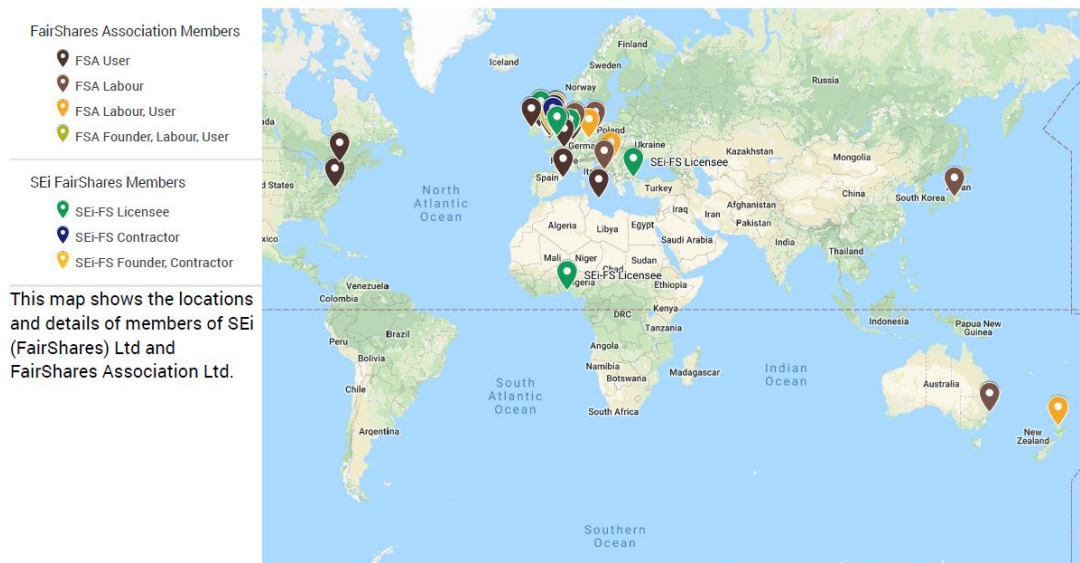 FairShares Association Members
FSA User
FSA Labour
FSA Labour, User
FSA Founder, Labour, User
SEi FairShares Members
SEi-FS Licensee
SEi-FS Contractor
SEi-FS Founder, Contractor
This map shows the locations
and details of members of SEi
(FairShares) Ltd and
FairShares Association Ltd.
Iceland
Finland
Sweden
Norway
Russia
Poland
Germ
Ukraine
SEi-FS Licensee
Kazakhstan
Mongolia
Spain
Turkey
South Korea
China
Afghanistan
Iraq
Iran
Pakistan
d States
North
Atlantic
Ocean
Algeria
Libya
Egypt
Saudi Arabia
India
xico
Mali
Niger
Chad
Sudan
Thailand
SEi-FS Licensee
Ethiopia
Venezuela
Colombia
Kenya
DRC
Tanzania
Indonesia
Papua New
Guinea
Peru
Brazil
Bolivia
Angola
Namibia
Botswana
Madagascar
Indian
Ocean
Australia
Chile
South
Atlantic
Ocean
South Africa
Argentina
New
Zealand
Southern
Ocean